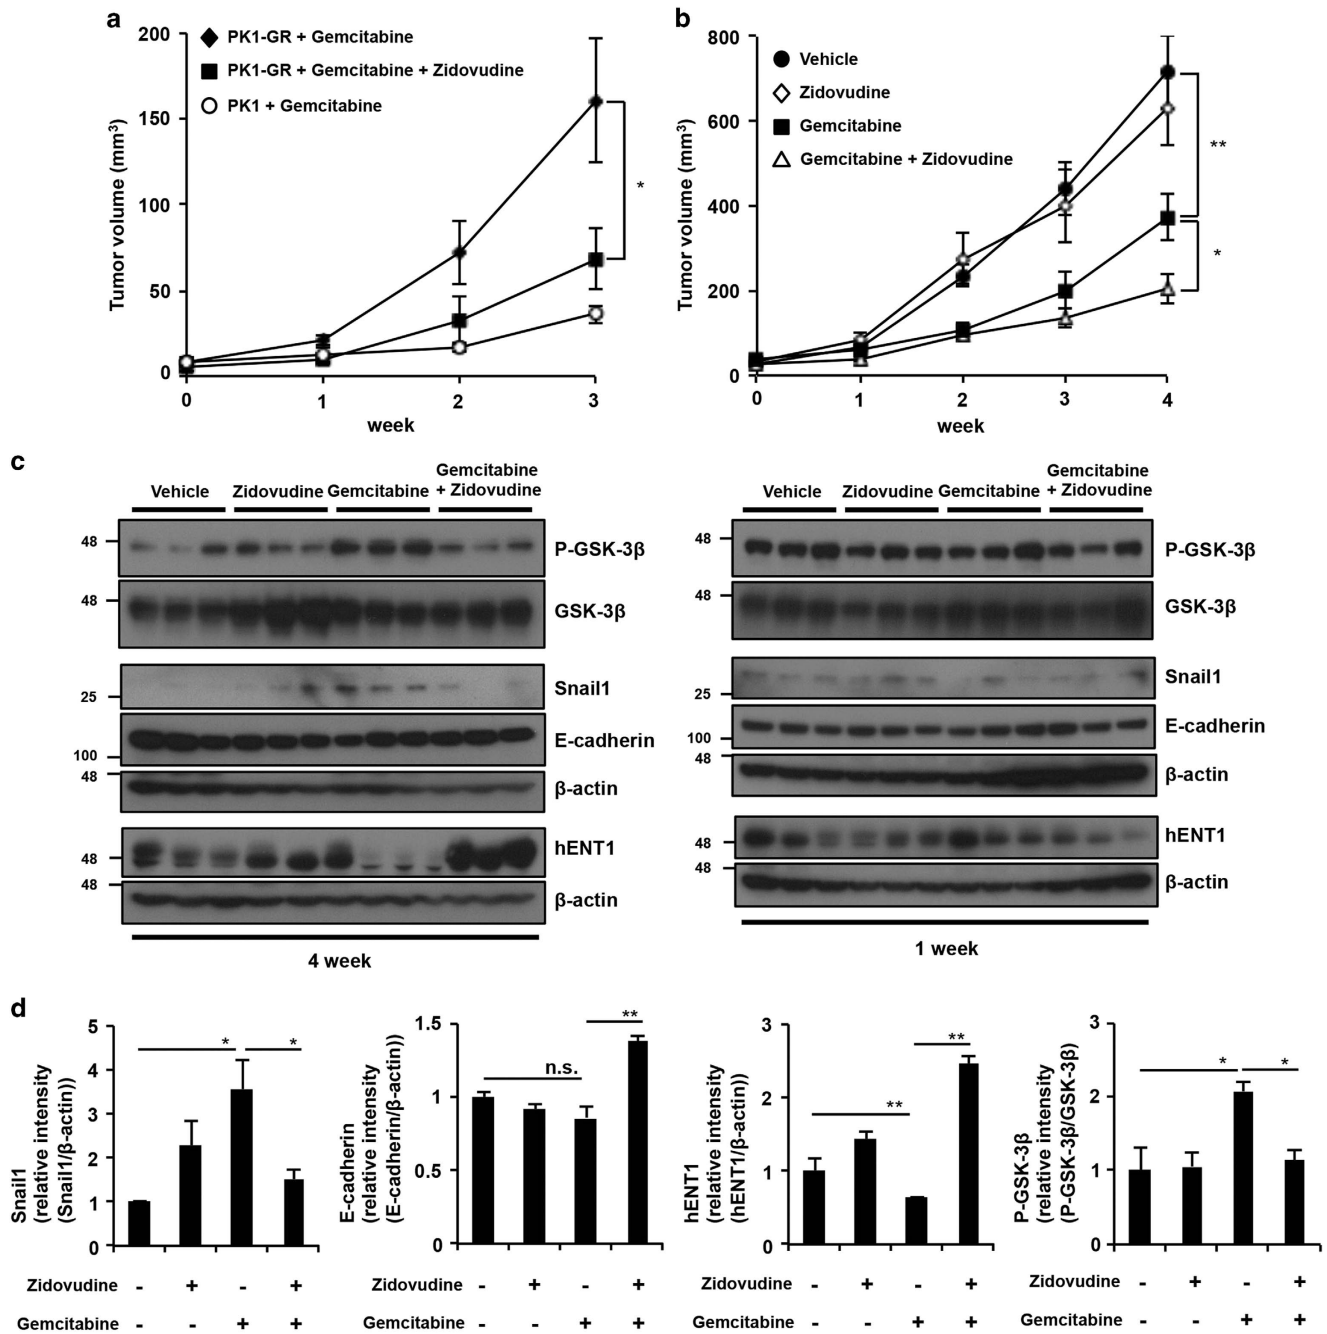 a
Tumor volume (mm³)
200
150
100
50
0
PK1-GR + Gemcitabine
PK1-GR + Gemcitabine + Zidovudine
PK1 + Gemcitabine
*
0 1 2 3
week
b
Tumor volume (mm³)
800
600
400
200
0
Vehicle
Zidovudine
Gemcitabine
Gemcitabine + Zidovudine
**
*
0 1 2 3 4
week
c
Vehicle Zidovudine Gemcitabine Gemcitabine
+ Zidovudine
48 P-GSK-3β
48 GSK-3β
25 Snail1
100 E-cadherin
48 β-actin
48 hENT1
48 β-actin
4 week
Vehicle Zidovudine Gemcitabine Gemcitabine
+ Zidovudine
48 P-GSK-3β
48 GSK-3β
25 Snail1
100 E-cadherin
48 β-actin
48 hENT1
48 β-actin
1 week
d
Snail1
(relative intensity
(Snail1/β-actin))
5
4
3
2
1
0
* *
Zidovudine - + - +
Gemcitabine - - + +
E-cadherin
(relative intensity
(E-cadherin/β-actin))
1.5
1
0.5
0
n.s. **
Zidovudine - + - +
Gemcitabine - - + +
hENT1
(relative intensity
(hENT1/β-actin))
3
2
1
0
** **
Zidovudine - + - +
Gemcitabine - - + +
P-GSK-3β
(relative intensity
(P-GSK-3β/GSK-3β)
3
2
1
0
* *
Zidovudine - + - +
Gemcitabine - - + +